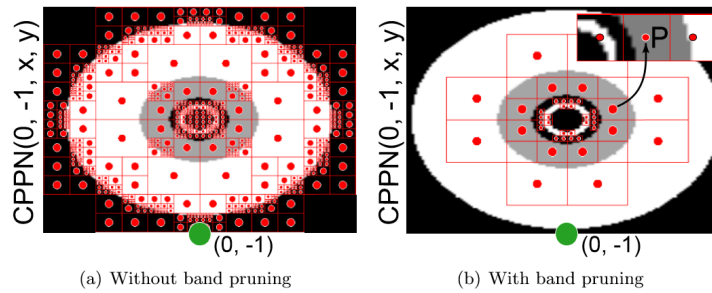 CPPN(0, -1, x, y)
(0, -1)
(a) Without band pruning
CPPN(0, -1, x, y)
P
(0, -1)
(b) With band pruning